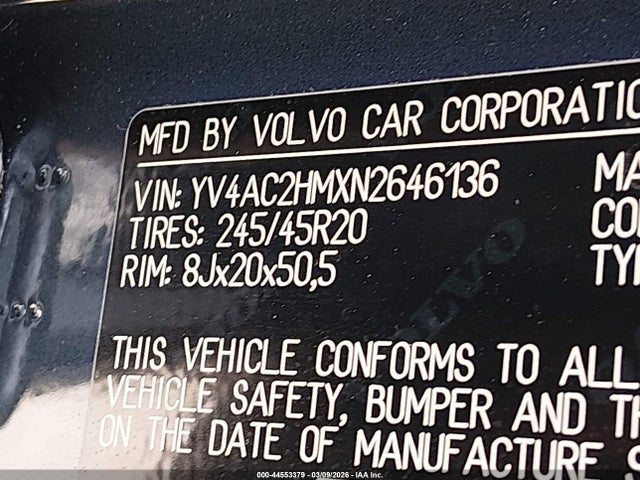 MFD BY VOLVO CAR CORPORATIO
VIN: YV4AC2HMXN2646136 MA
TIRES: 245/45R20 CO
RIM: 8Jx20x50,5 TY
THIS VEHICLE CONFORMS TO ALL
VEHICLE SAFETY, BUMPER AND TH
ON THE DATE OF MANUFACTURE S
VOLVO
000-44553379 - 03/09/2026 - IAA Inc.